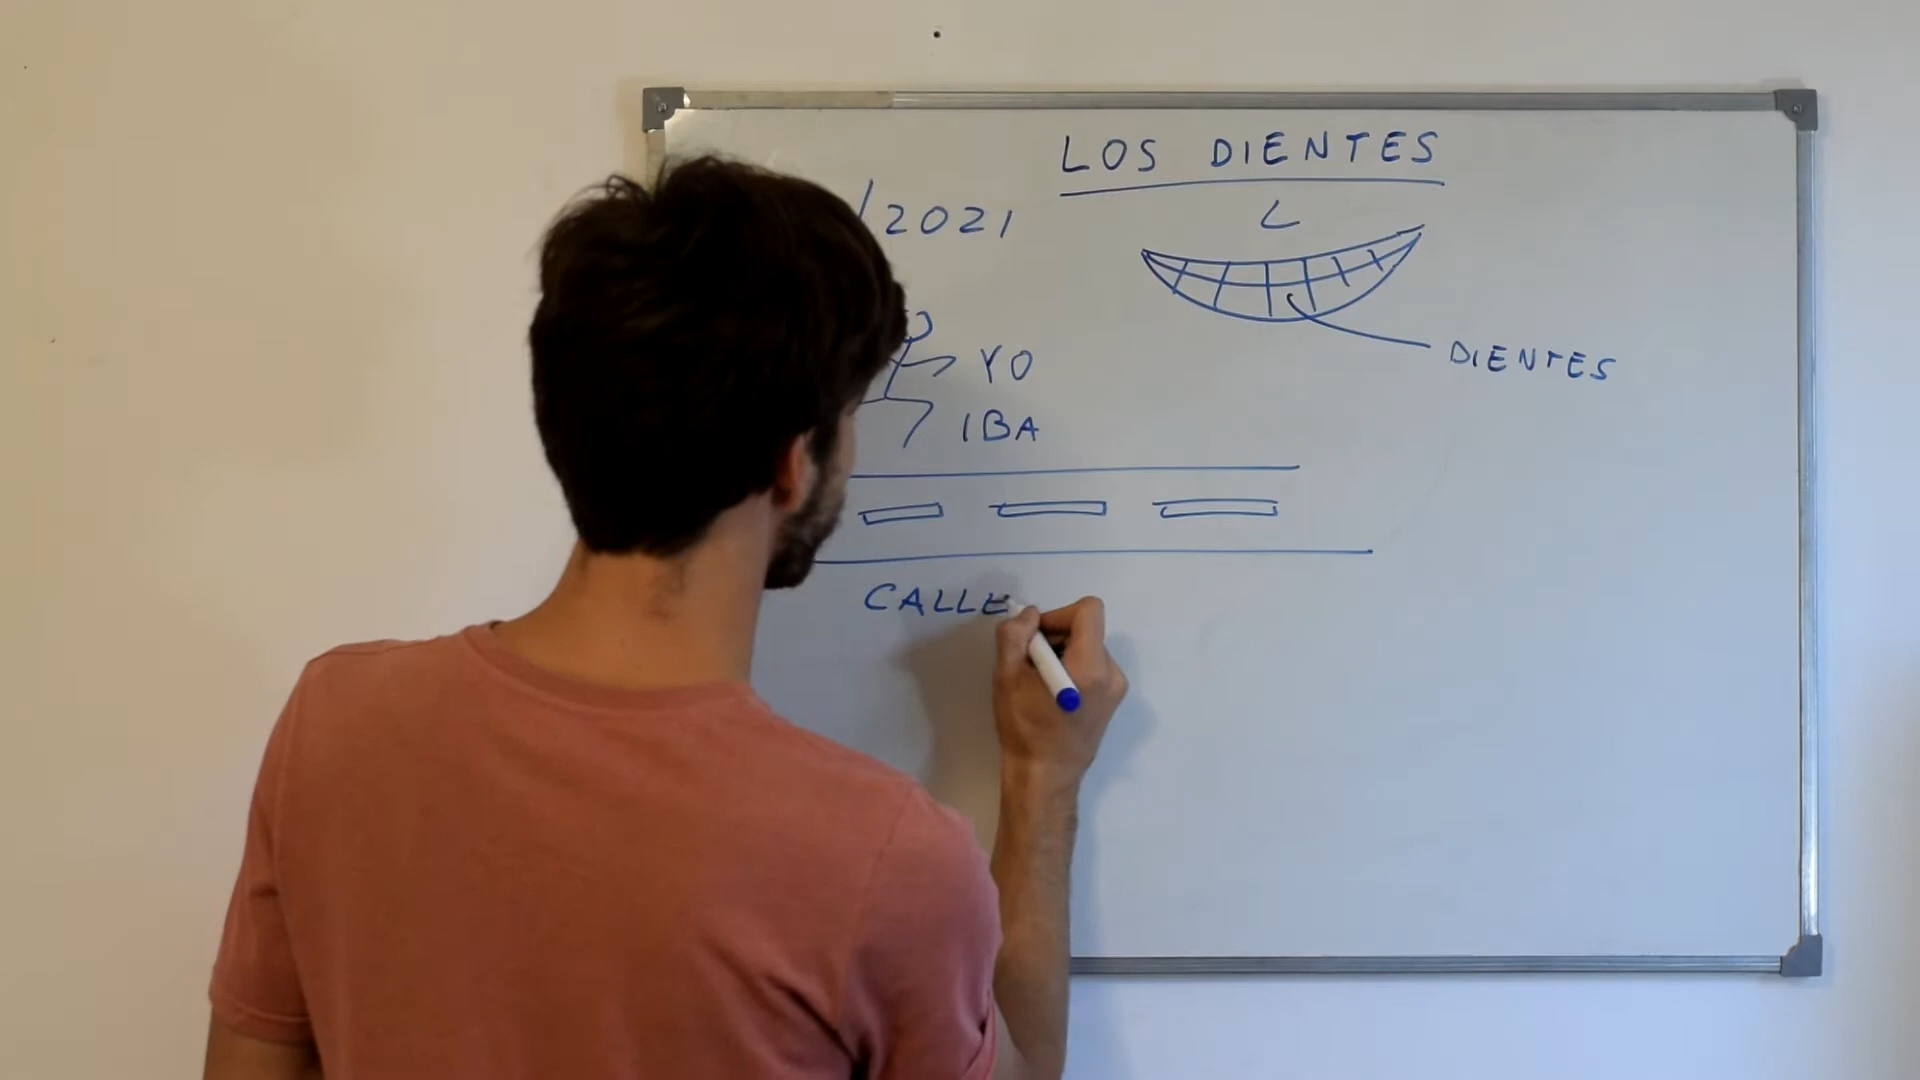 LOS DIENTES
/2021
DIENTES
YO
IBA
CALLE